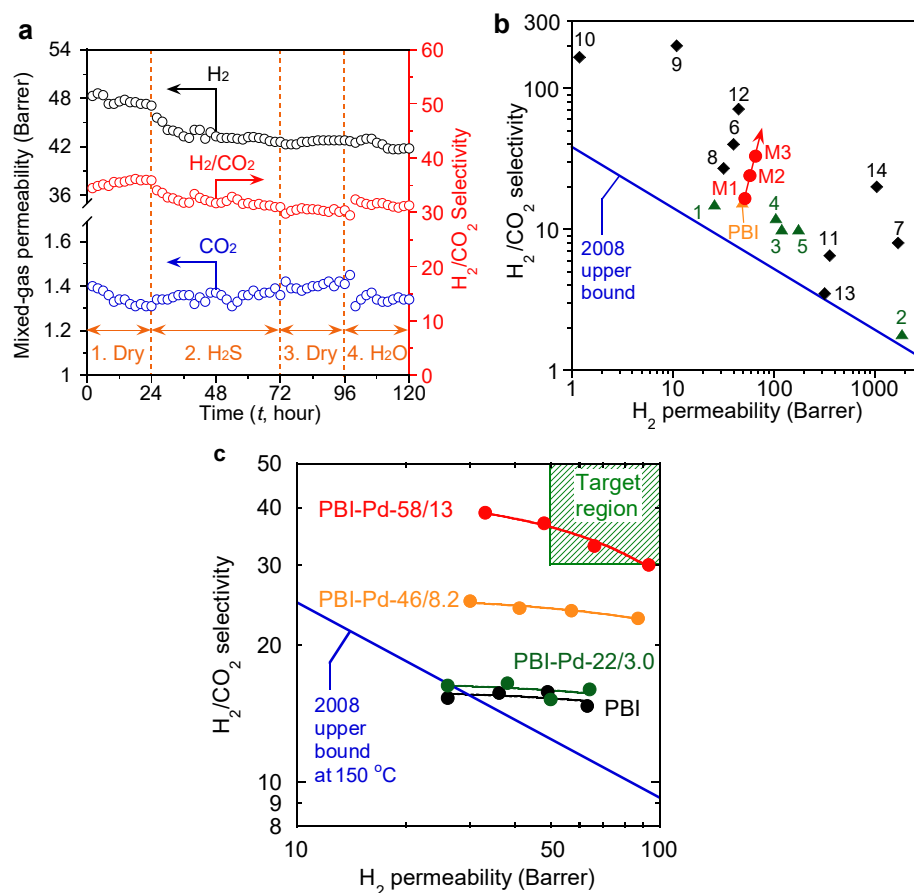 a
Mixed-gas permeability (Barrer)
54
48
42
36
1.6
1.4
1.2
1
H2
H2/CO2
CO2
1. Dry
2. H2S
3. Dry
4. H2O
0
24
48
72
96
120
Time (t, hour)
60
50
40
30
20
10
0
H2/CO2 Selectivity
b
H2/CO2 selectivity
300
100
10
1
10
9
12
6
8
14
M3
M2
M1
1
PBI
4
3
5
7
11
13
2
2008
upper
bound
1
10
100
1000
H2 permeability (Barrer)
c
H2/CO2 selectivity
50
40
30
20
10
9
8
Target
region
PBI-Pd-58/13
PBI-Pd-46/8.2
PBI-Pd-22/3.0
PBI
2008
upper
bound
at 150 °C
10
50
100
H2 permeability (Barrer)